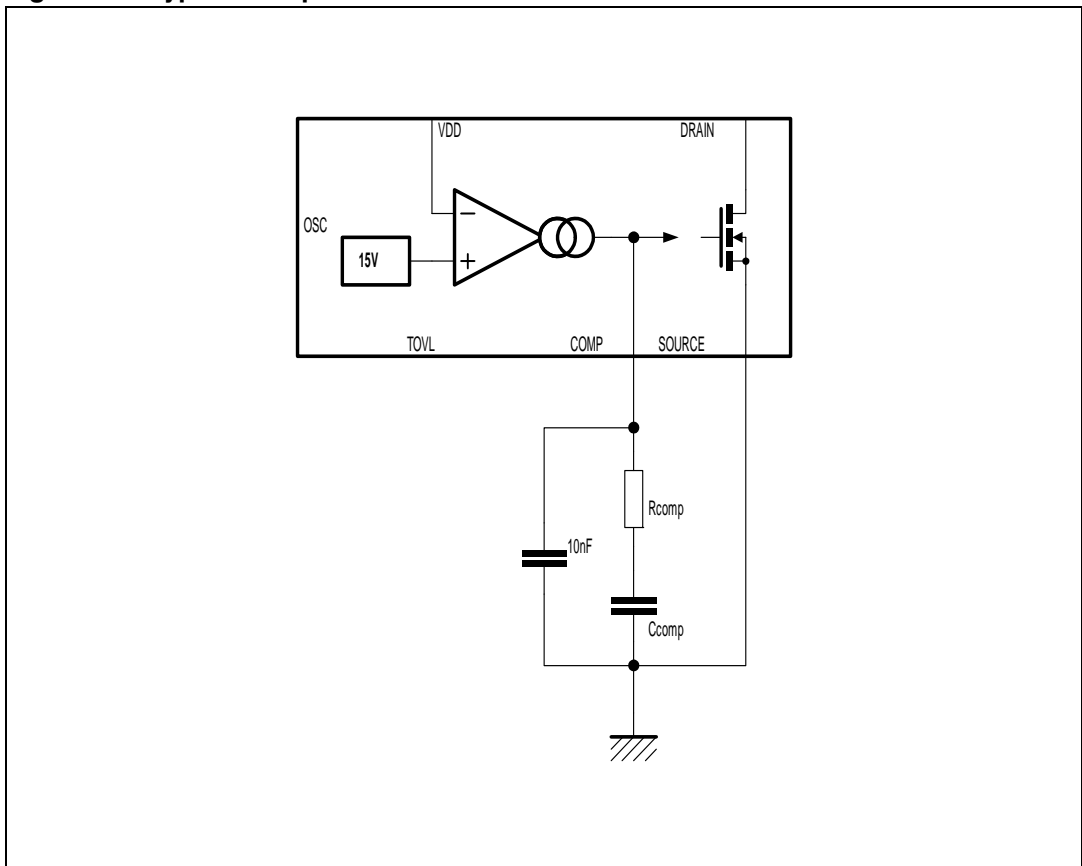 VDD
DRAIN
OSC
−
15V
+
TOVL
COMP
SOURCE
Rcomp
10nF
Ccomp